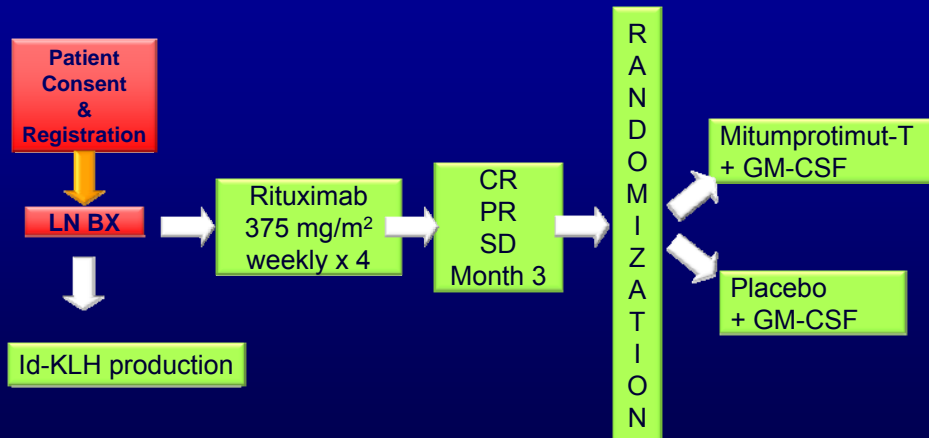 Patient
Consent
&
Registration
LN BX
Id-KLH production
Rituximab
375 mg/m²
weekly x 4
CR
PR
SD
Month 3
R
A
N
D
O
M
I
Z
A
T
I
O
N
Mitumprotimut-T
+ GM-CSF
Placebo
+ GM-CSF